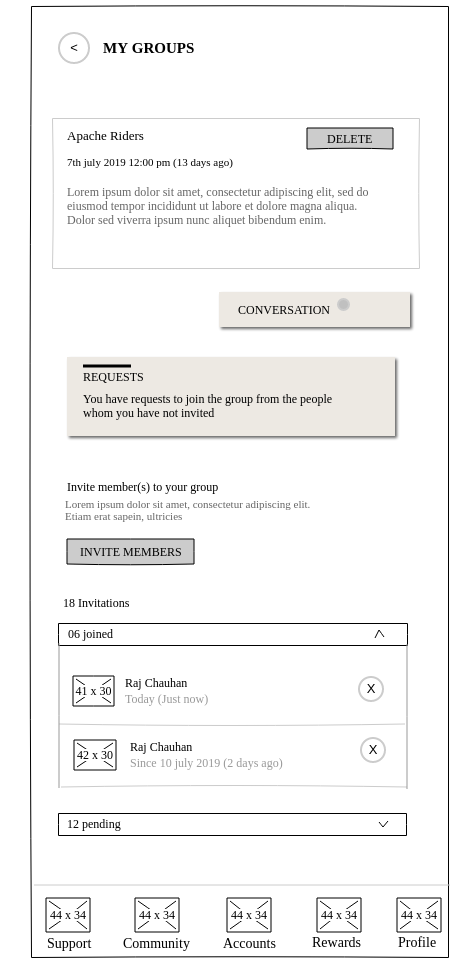 < MY GROUPS
Apache Riders
DELETE
7th july 2019 12:00 pm (13 days ago)
Lorem ipsum dolor sit amet, consectetur adipiscing elit, sed do
eiusmod tempor incididunt ut labore et dolore magna aliqua.
Dolor sed viverra ipsum nunc aliquet bibendum enim.
CONVERSATION
REQUESTS
You have requests to join the group from the people
whom you have not invited
Invite member(s) to your group
Lorem ipsum dolor sit amet, consectetur adipiscing elit.
Etiam erat sapein, ultricies
INVITE MEMBERS
18 Invitations
06 joined
41 x 30
Raj Chauhan
Today (Just now)
X
42 x 30
Raj Chauhan
Since 10 july 2019 (2 days ago)
X
12 pending
44 x 34 44 x 34 44 x 34 44 x 34 44 x 34
Support Community Accounts Rewards Profile